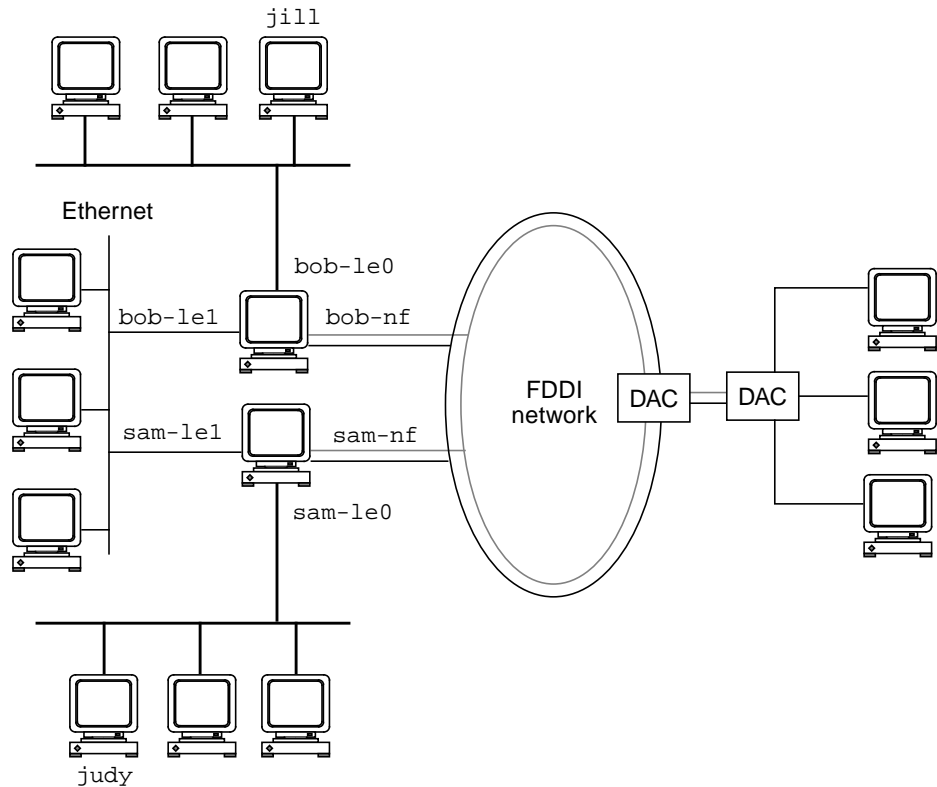 jill
Ethernet
bob-le0
bob-le1
bob-nf
FDDI
network
DAC
DAC
sam-le1
sam-nf
sam-le0
judy